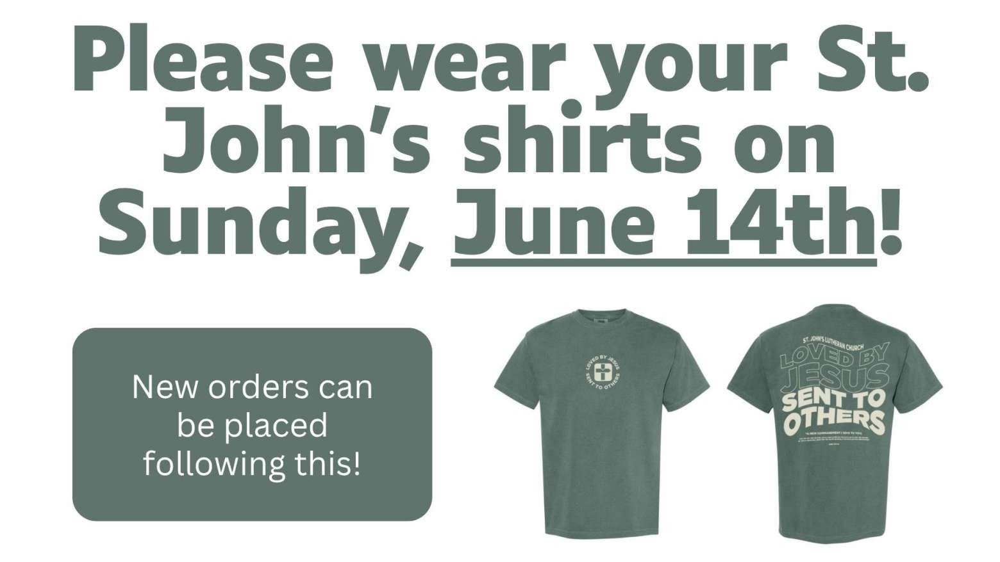 Please wear your St.
John’s shirts on
Sunday, June 14th!
New orders can
be placed
following this!
LOVED BY JESUS
SENT TO OTHERS
ST. JOHN'S LUTHERAN CHURCH
LOVED BY
JESUS
SENT TO
OTHERS
"A NEW COMMANDMENT I GIVE TO YOU,